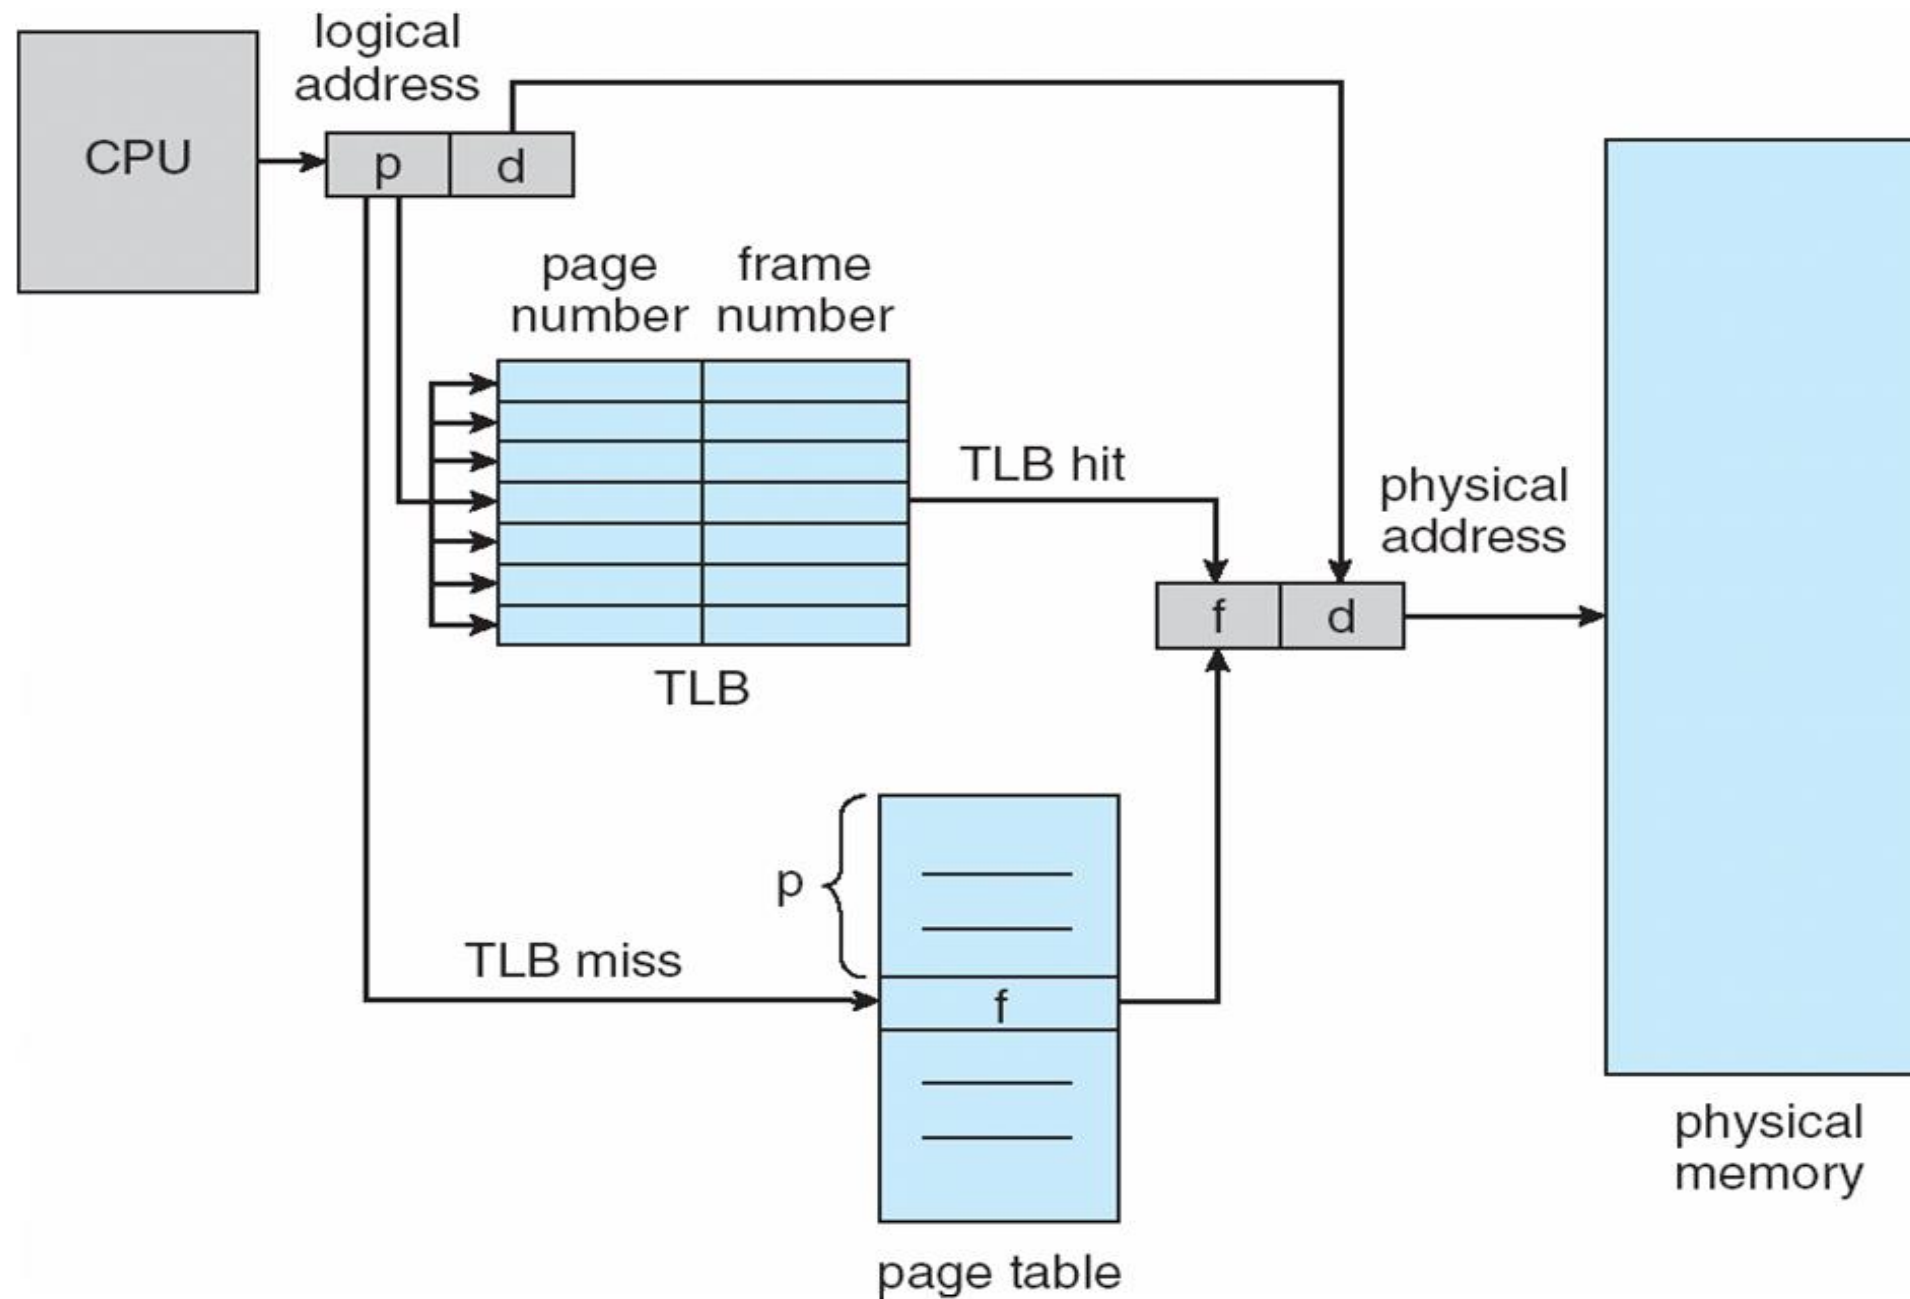 logical
address
CPU
p
d
page
number
frame
number
TLB hit
physical
address
f
d
TLB
p
TLB miss
f
physical
memory
page table